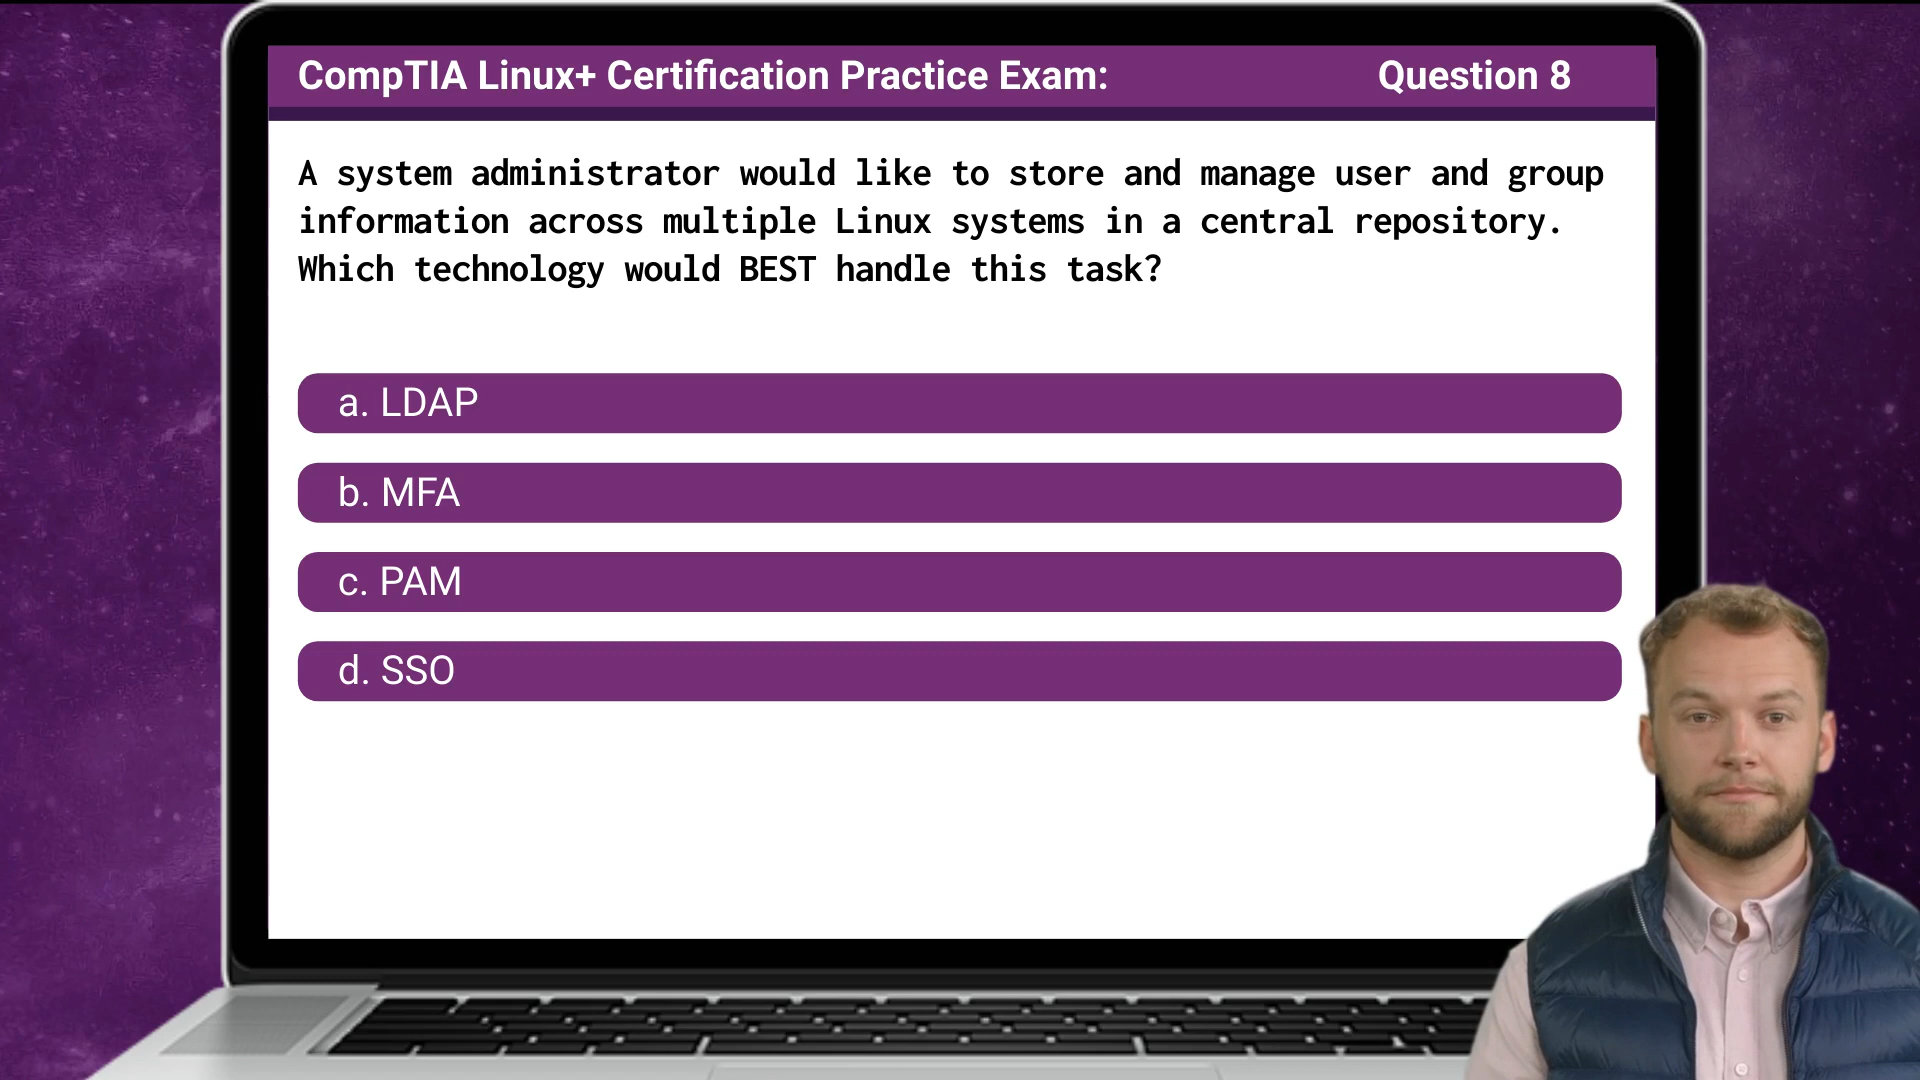 CompTIA Linux+ Certification Practice Exam:
Question 8
A system administrator would like to store and manage user and group
information across multiple Linux systems in a central repository.
Which technology would BEST handle this task?
a. LDAP
b. MFA
c. PAM
d. SSO